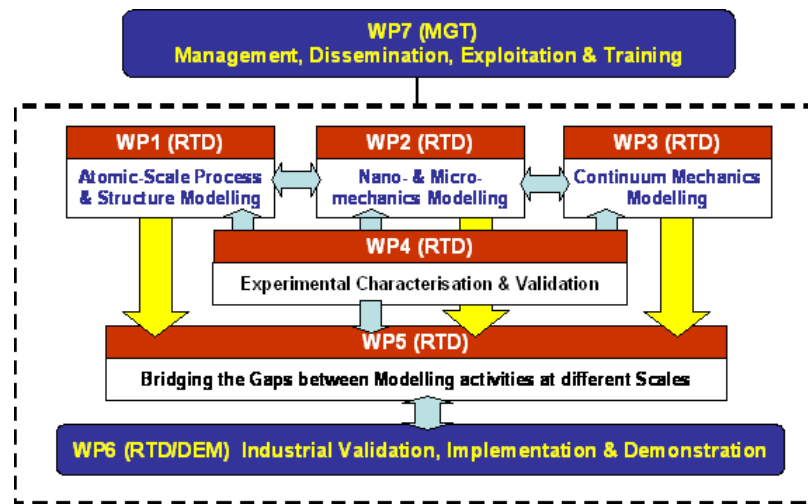 WP7 (MGT)
Management, Dissemination, Exploitation & Training
WP1 (RTD)
Atomic-Scale Process
& Structure Modelling
WP2 (RTD)
Nano- & Micro-
mechanics Modelling
WP3 (RTD)
Continuum Mechanics
Modelling
WP4 (RTD)
Experimental Characterisation & Validation
WP5 (RTD)
Bridging the Gaps between Modelling activities at different Scales
WP6 (RTD/DEM) Industrial Validation, Implementation & Demonstration